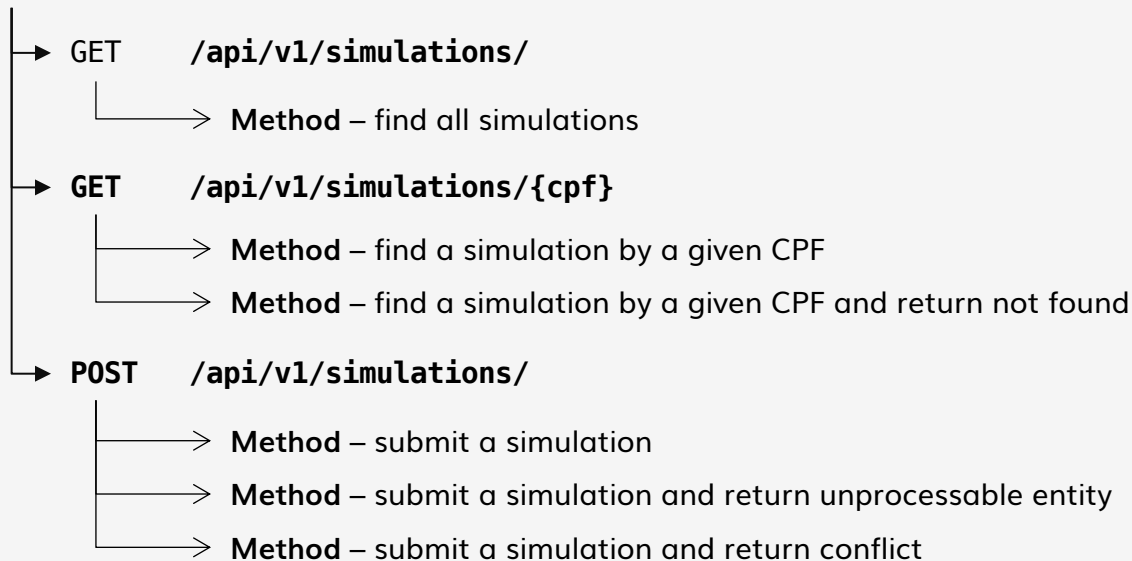 GET /api/v1/simulations/
Method – find all simulations
GET /api/v1/simulations/{cpf}
Method – find a simulation by a given CPF
Method – find a simulation by a given CPF and return not found
POST /api/v1/simulations/
Method – submit a simulation
Method – submit a simulation and return unprocessable entity
Method – submit a simulation and return conflict